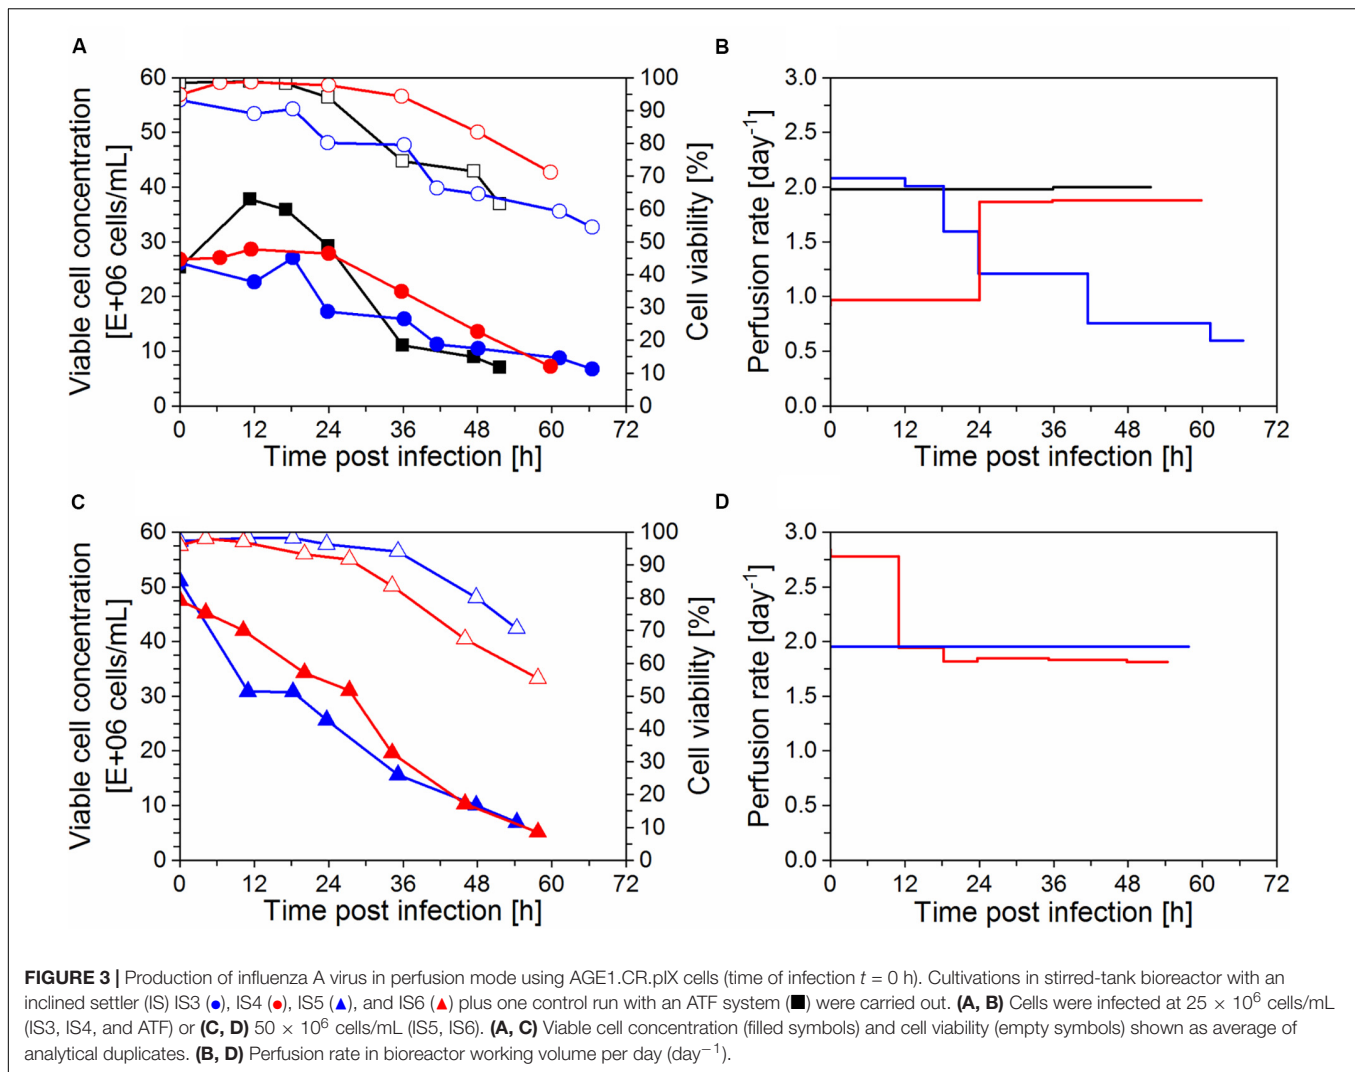 A
60
50
40
30
20
10
0
Viable cell concentration
[E+06 cells/mL]
100
90
80
70
60
50
40
30
20
10
0
Cell viability [%]
0 12 24 36 48 60 72
Time post infection [h]
B
3.0
2.5
2.0
1.5
1.0
0.5
0.0
Perfusion rate [day-1]
0 12 24 36 48 60 72
Time post infection [h]
C
60
50
40
30
20
10
0
Viable cell concentration
[E+06 cells/mL]
100
90
80
70
60
50
40
30
20
10
0
Cell viability [%]
0 12 24 36 48 60 72
Time post infection [h]
D
3.0
2.5
2.0
1.5
1.0
0.5
0.0
Perfusion rate [day-1]
0 12 24 36 48 60 72
Time post infection [h]
FIGURE 3 | Production of influenza A virus in perfusion mode using AGE1.CR.pIX cells (time of infection t = 0 h). Cultivations in stirred-tank bioreactor with an
inclined settler (IS) IS3 (●), IS4 (●), IS5 (▲), and IS6 (▲) plus one control run with an ATF system (■) were carried out. (A, B) Cells were infected at 25 × 10⁶ cells/mL
(IS3, IS4, and ATF) or (C, D) 50 × 10⁶ cells/mL (IS5, IS6). (A, C) Viable cell concentration (filled symbols) and cell viability (empty symbols) shown as average of
analytical duplicates. (B, D) Perfusion rate in bioreactor working volume per day (day⁻¹).